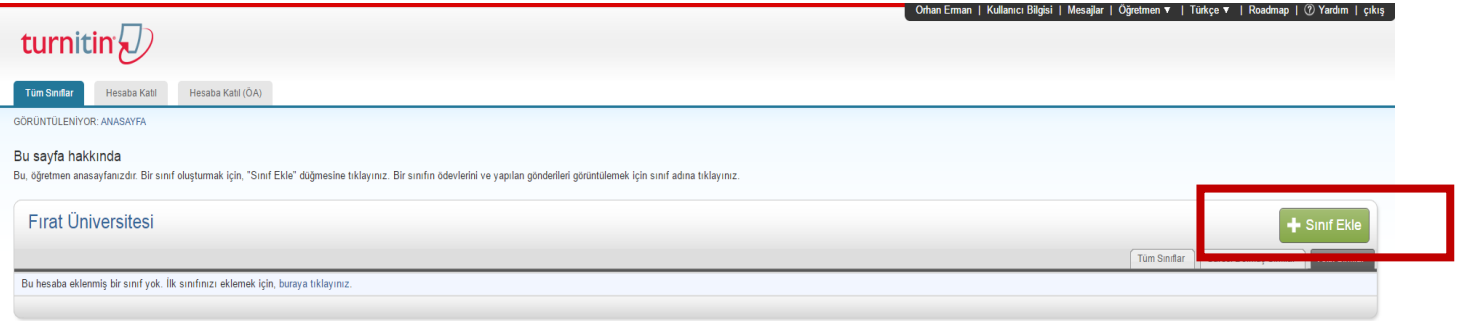 Orhan Erman | Kullanıcı Bilgisi | Mesajlar | Öğretmen ▼ | Türkçe ▼ | Roadmap | ? Yardım | çıkış
turnitin
Tüm Sınıflar Hesaba Katıl Hesaba Katıl (ÖA)
GÖRÜNTÜLENİYOR: ANASAYFA
Bu sayfa hakkında
Bu, öğretmen anasayfanızdır. Bir sınıf oluşturmak için, "Sınıf Ekle" düğmesine tıklayınız. Bir sınıfın ödevlerini ve yapılan gönderileri görüntülemek için sınıf adına tıklayınız.
Fırat Üniversitesi
+ Sınıf Ekle
Tüm Sınıflar
Bu hesaba eklenmiş bir sınıf yok. İlk sınıfınızı eklemek için, buraya tıklayınız.